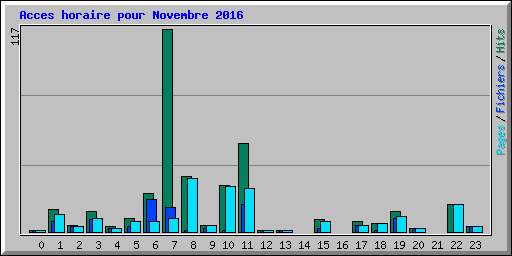 Acces horaire pour Novembre 2016
117
Pages/Fichiers/Hits
0 1 2 3 4 5 6 7 8 9 10 11 12 13 14 15 16 17 18 19 20 21 22 23